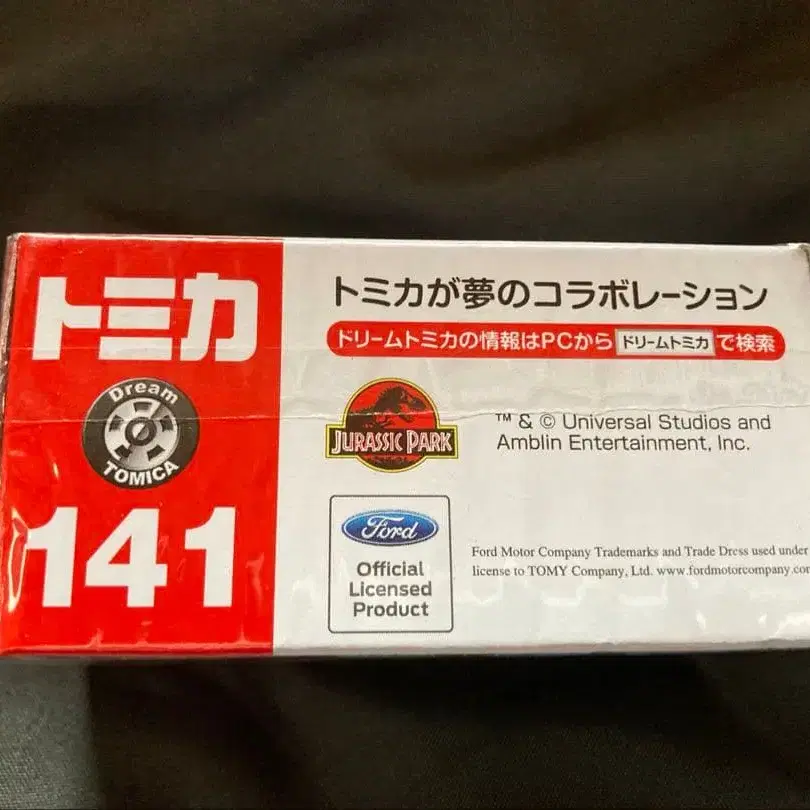 トミカ
Dream
TOMICA
141
トミカが夢のコラボレーション
ドリームトミカの情報はPCから ドリームトミカ で検索
JURASSIC PARK
™ & © Universal Studios and
Amblin Entertainment, Inc.
Ford
Official
Licensed
Product
Ford Motor Company Trademarks and Trade Dress used under
license to TOMY Company, Ltd. www.fordmotorcompany.com